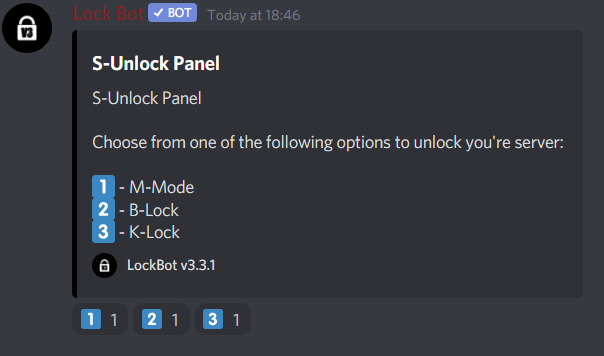 Lock Bot ✓ BOT Today at 18:46
V3
S-Unlock Panel
S-Unlock Panel
Choose from one of the following options to unlock you're server:
1 - M-Mode
2 - B-Lock
3 - K-Lock
LockBot v3.3.1
1 1 2 1 3 1